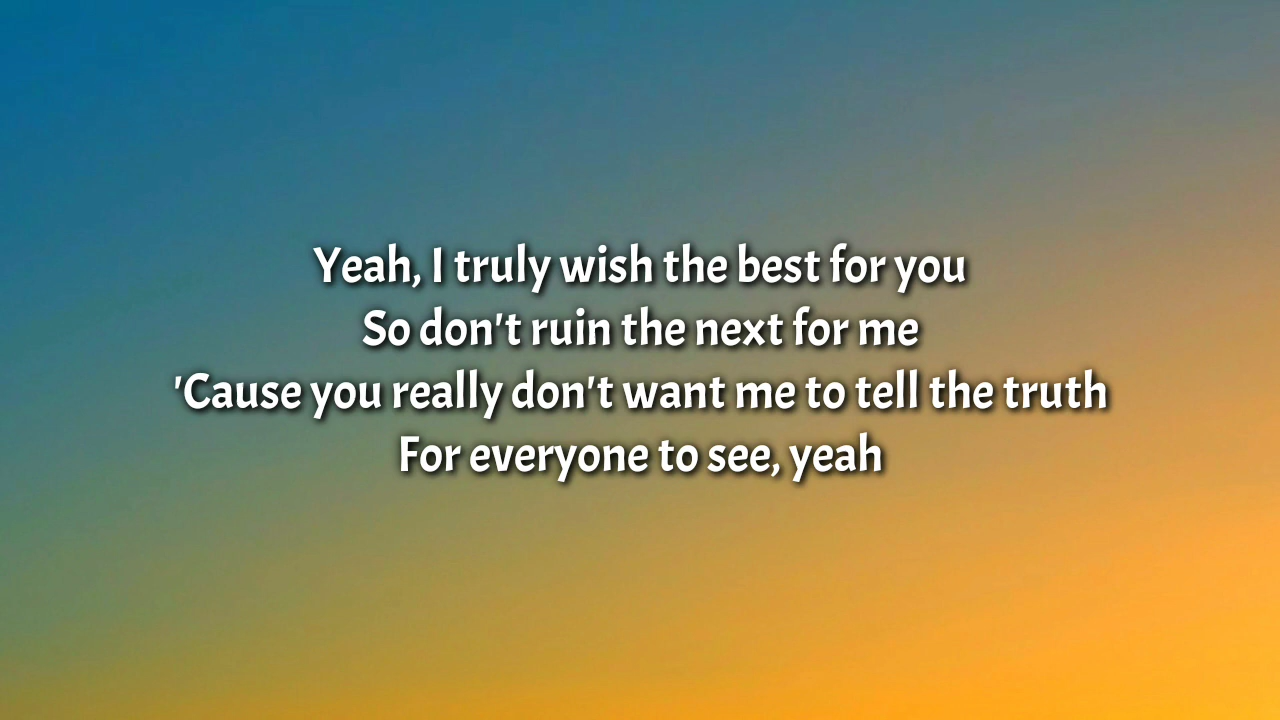 Yeah, I truly wish the best for you
So don't ruin the next for me
'Cause you really don't want me to tell the truth
For everyone to see, yeah